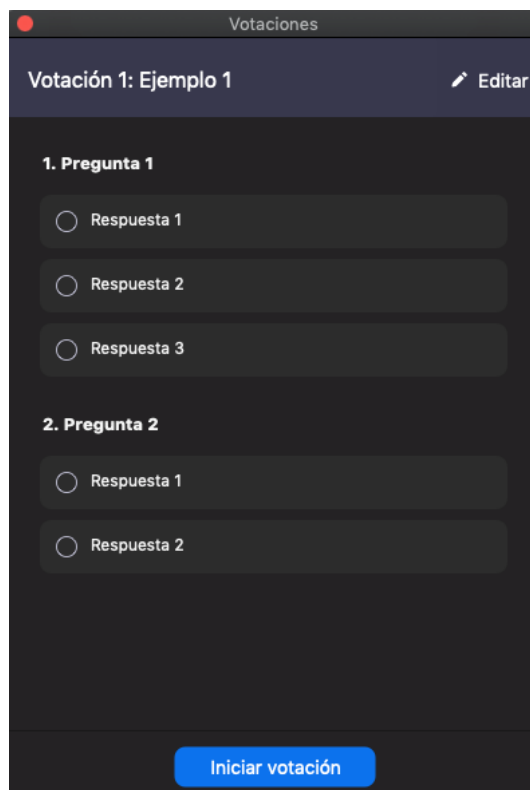 Votaciones
Votación 1: Ejemplo 1
Editar
1. Pregunta 1
Respuesta 1
Respuesta 2
Respuesta 3
2. Pregunta 2
Respuesta 1
Respuesta 2
Iniciar votación